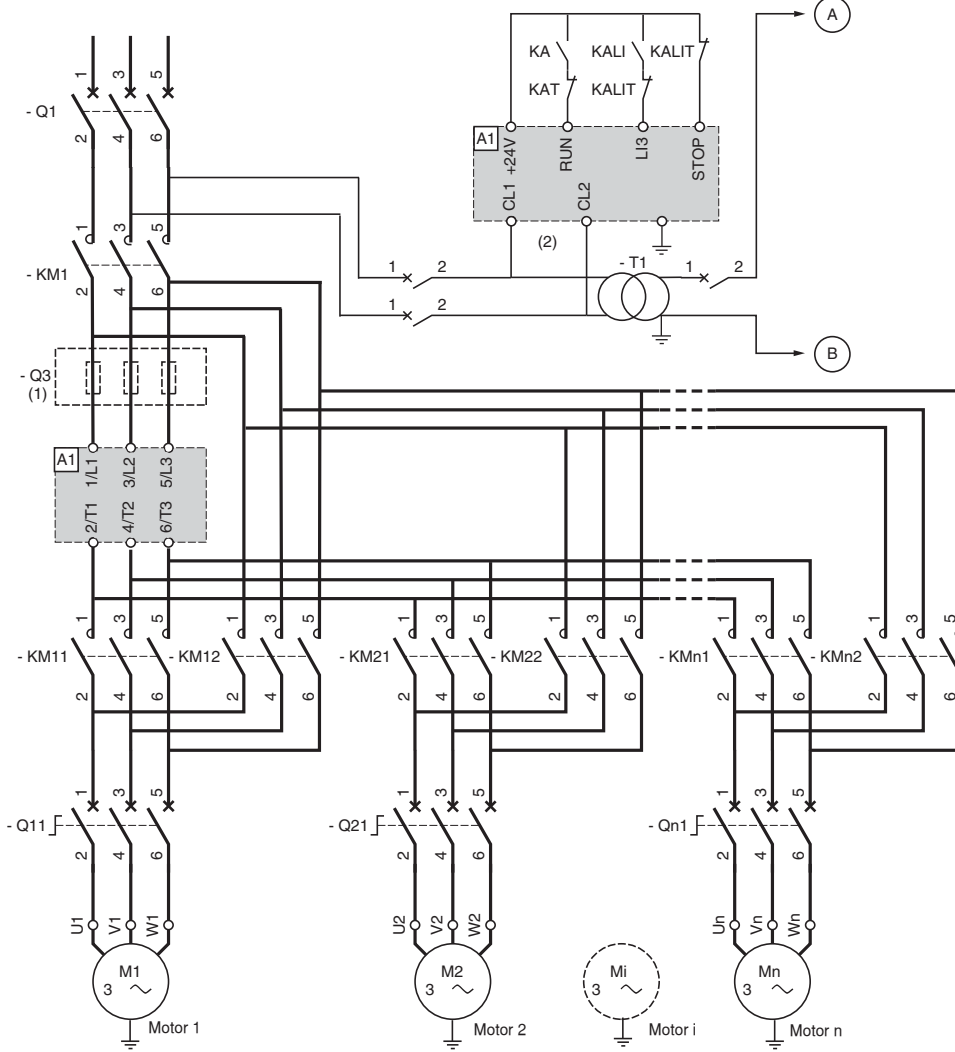 A
1 3 5
- Q1
2 4 6
KA KALI KALIT
KAT KALIT
A1 +24V RUN LI3 STOP
CL1 CL2
(2)
1 3 5
- KM1
2 4 6
1 2 - T1 1 2
1 2
B
- Q3
(1)
A1 1/L1 3/L2 5/L3
2/T1 4/T2 6/T3
1 3 5 1 3 5 1 3 5 1 3 5 1 3 5 1 3 5
- KM11 - KM12 - KM21 - KM22 - KMn1 - KMn2
2 4 6 2 4 6 2 4 6 2 4 6 2 4 6 2 4 6
1 3 5 1 3 5 1 3 5
- Q11 - Q21 - Qn1
2 4 6 2 4 6 2 4 6
U1 V1 W1 U2 V2 W2 Un Vn Wn
M1 M2 Mi Mn
3 3 3 3
Motor 1 Motor 2 Motor i Motor n